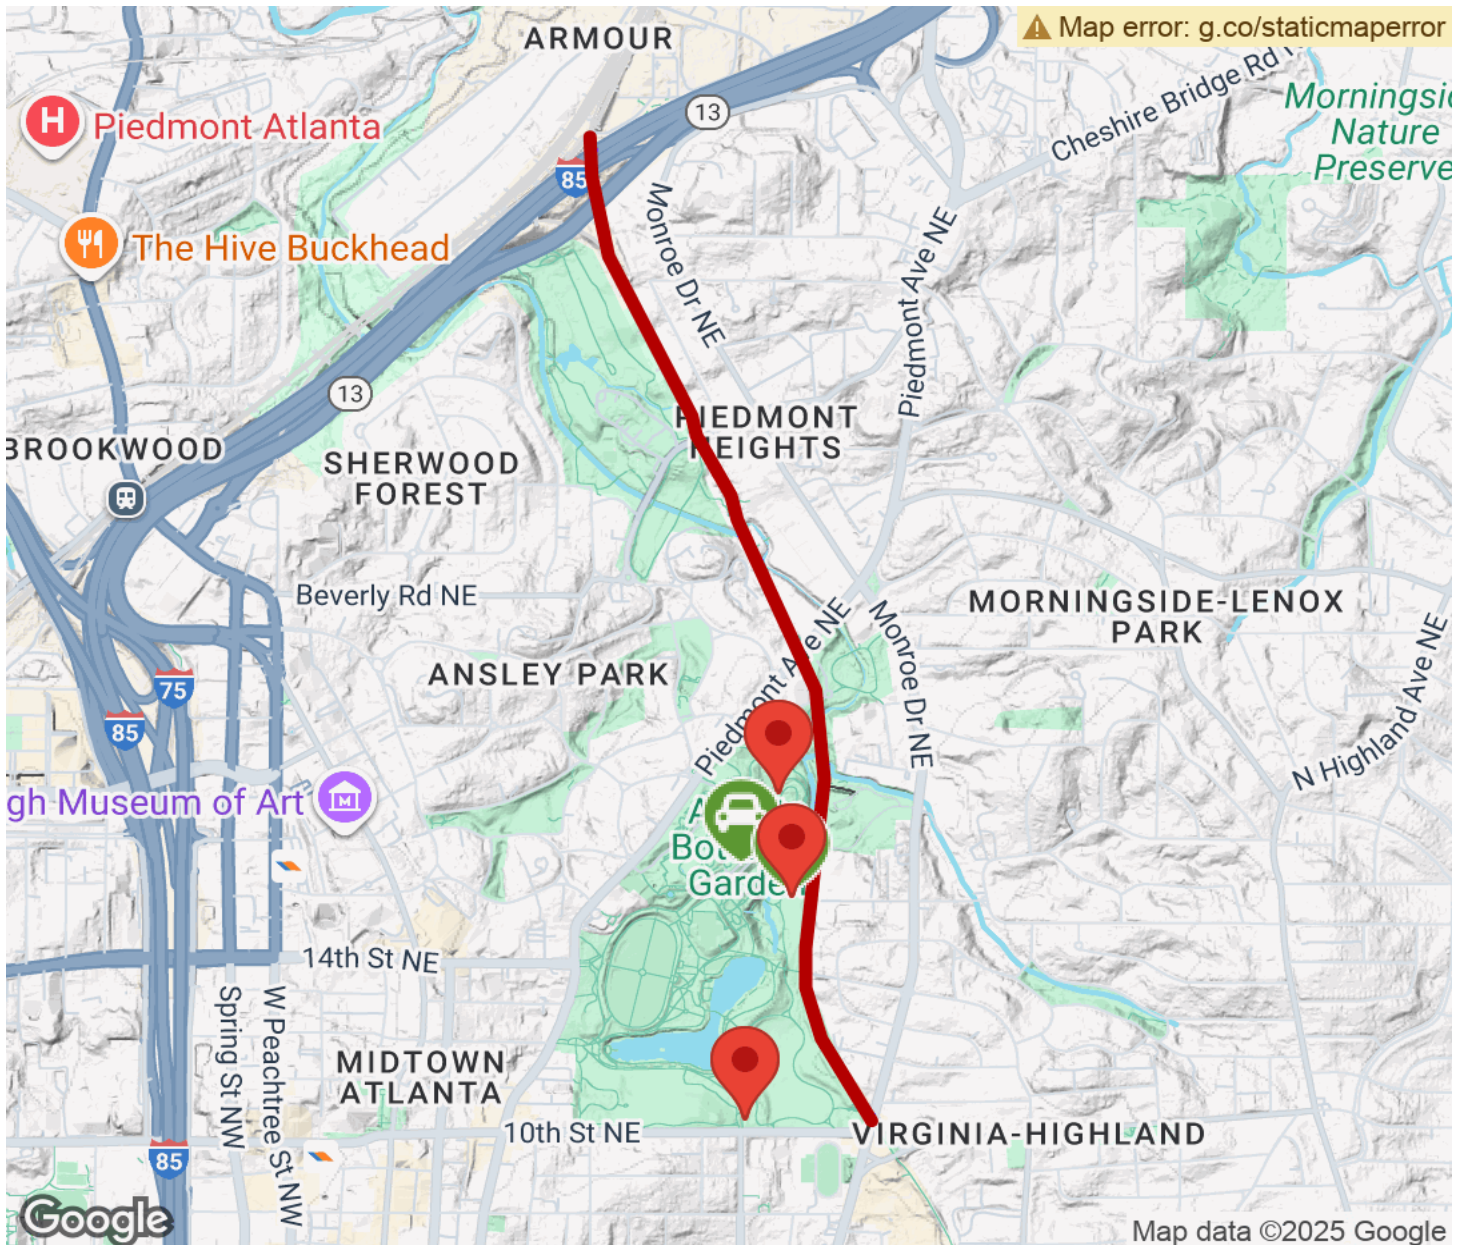 ARMOUR
Map error: g.co/staticmaperror
13
Cheshire Bridge Rd
Morningsi
Nature
Preserve
H
Piedmont Atlanta
85
The Hive Buckhead
Monroe Dr NE
Piedmont Ave NE
13
PIEDMONT
HEIGHTS
BROOKWOOD
SHERWOOD
FOREST
Beverly Rd NE
MORNINGSIDE-LENOX
PARK
Monroe Dr NE
N Highland Ave NE
ANSLEY PARK
75
85
Piedmont A e NE
gh Museum of Art
M
A
Bot
Garde
14th St NE
Spring St NW
W Peachtree St NW
MIDTOWN
ATLANTA
10th St NE
VIRGINIA-HIGHLAND
85
Google
Map data ©2025 Google